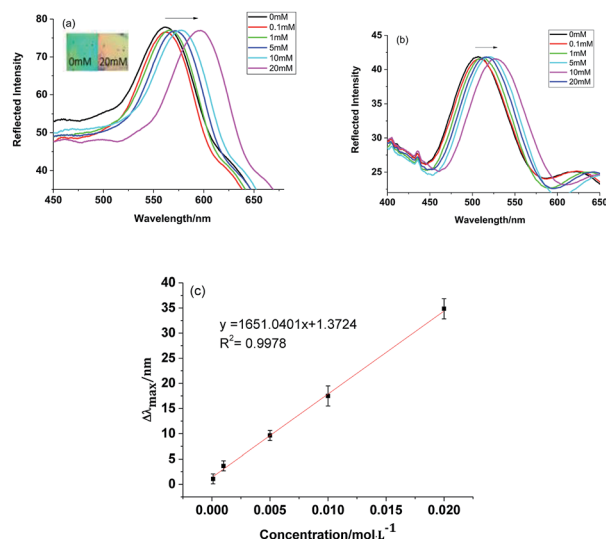 (a)
0mM 20mM
0mM
0.1mM
1mM
5mM
10mM
20mM
Reflected Intensity
80
70
60
50
40
450 500 550 600 650
Wavelength/nm
(b)
0mM
0.1mM
1mM
5mM
10mM
20mM
Reflected Intensity
45
40
35
30
25
400 450 500 550 600 650
Wavelength/nm
(c)
y =1651.0401x+1.3724
R²= 0.9978
Δλmax/nm
40
35
30
25
20
15
10
5
0
0.000 0.005 0.010 0.015 0.020
Concentration/mol.L⁻¹